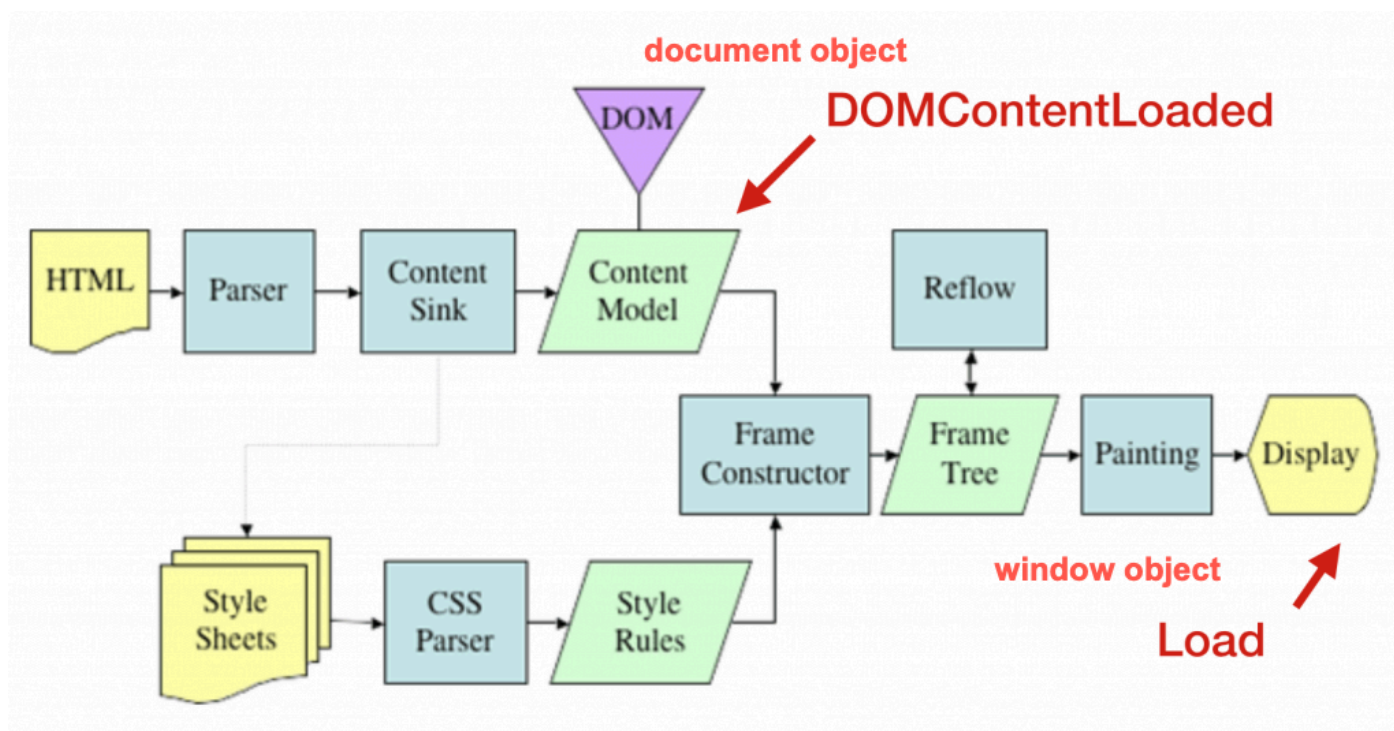 document object
DOM
DOMContentLoaded
HTML
Parser
Content
Sink
Content
Model
Reflow
Frame
Constructor
Frame
Tree
Painting
Display
Style
Sheets
CSS
Parser
Style
Rules
window object
Load